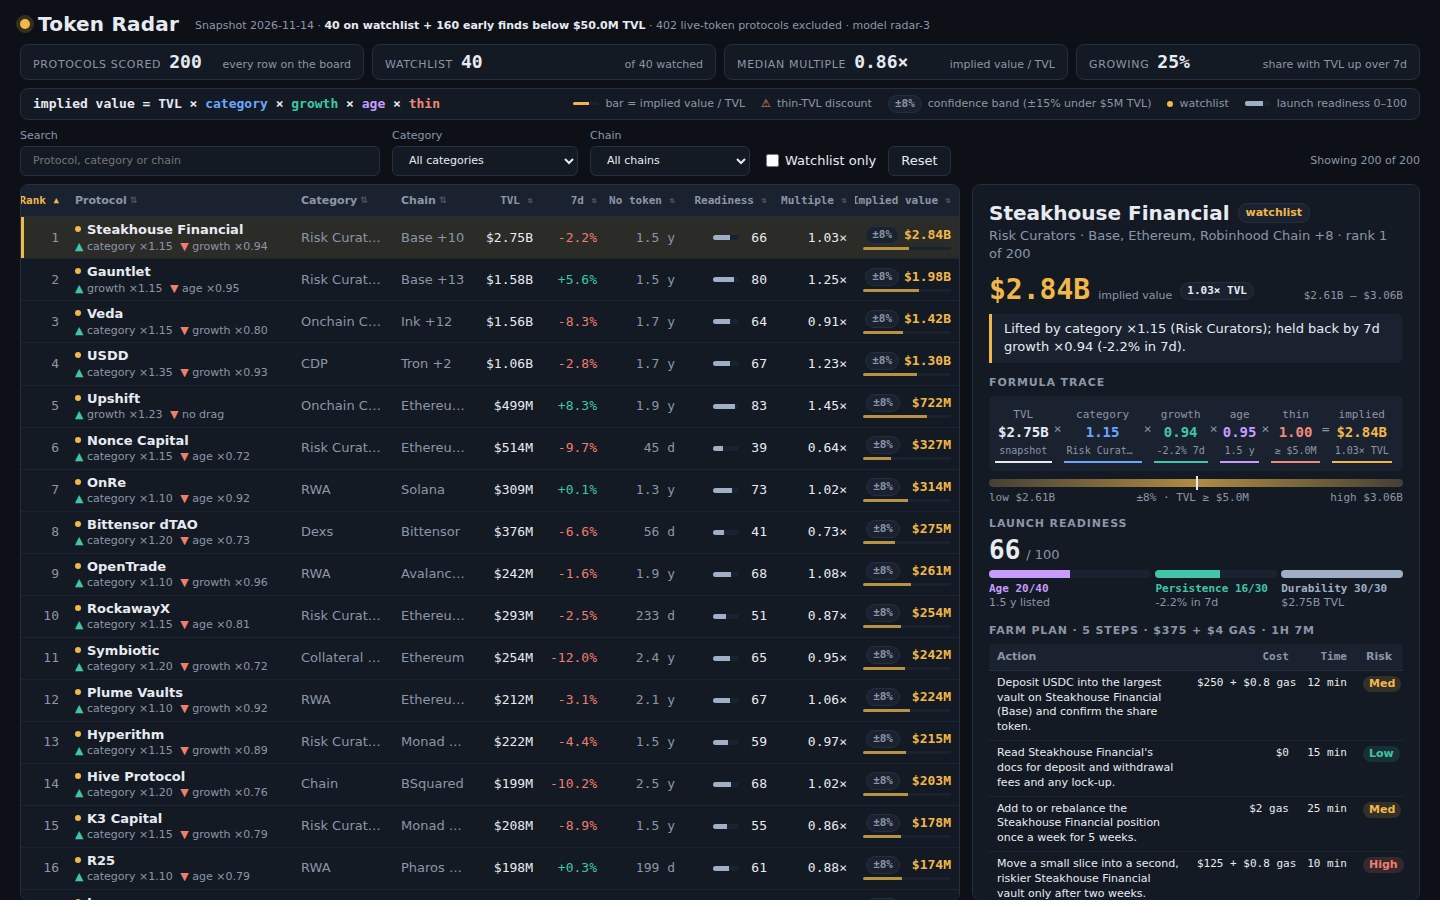 Token Radar
Snapshot 2026-11-14 · 40 on watchlist + 160 early finds below $50.0M TVL · 402 live-token protocols excluded · model radar-3
PROTOCOLS SCORED 200 every row on the board
WATCHLIST 40 of 40 watched
MEDIAN MULTIPLE 0.86× implied value / TVL
GROWING 25% share with TVL up over 7d
implied value = TVL × category × growth × age × thin
bar = implied value / TVL ⚠ thin-TVL discount ±8% confidence band (±15% under $5M TVL) watchlist launch readiness 0–100
Search Category Chain
Protocol, category or chain All categories All chains Watchlist only Reset Showing 200 of 200
Rank ▲ Protocol ⇅ Category ⇅ Chain ⇅ TVL ⇅ 7d ⇅ No token ⇅ Readiness ⇅ Multiple ⇅ Implied value ⇅
1 Steakhouse Financial Risk Curat… Base +10 $2.75B -2.2% 1.5 y 66 1.03× ±8% $2.84B
▲ category ×1.15 ▼ growth ×0.94
2 Gauntlet Risk Curat… Base +13 $1.58B +5.6% 1.5 y 80 1.25× ±8% $1.98B
▲ growth ×1.15 ▼ age ×0.95
3 Veda Onchain C… Ink +12 $1.56B -8.3% 1.7 y 64 0.91× ±8% $1.42B
▲ category ×1.15 ▼ growth ×0.80
4 USDD CDP Tron +2 $1.06B -2.8% 1.7 y 67 1.23× ±8% $1.30B
▲ category ×1.35 ▼ growth ×0.93
5 Upshift Onchain C… Ethereu… $499M +8.3% 1.9 y 83 1.45× ±8% $722M
▲ growth ×1.23 ▼ no drag
6 Nonce Capital Risk Curat… Ethereu… $514M -9.7% 45 d 39 0.64× ±8% $327M
▲ category ×1.15 ▼ age ×0.72
7 OnRe RWA Solana $309M +0.1% 1.3 y 73 1.02× ±8% $314M
▲ category ×1.10 ▼ age ×0.92
8 Bittensor dTAO Dexs Bittensor $376M -6.6% 56 d 41 0.73× ±8% $275M
▲ category ×1.20 ▼ age ×0.73
9 OpenTrade RWA Avalanc… $242M -1.6% 1.9 y 68 1.08× ±8% $261M
▲ category ×1.10 ▼ growth ×0.96
10 RockawayX Risk Curat… Ethereu… $293M -2.5% 233 d 51 0.87× ±8% $254M
▲ category ×1.15 ▼ age ×0.81
11 Symbiotic Collateral … Ethereum $254M -12.0% 2.4 y 65 0.95× ±8% $242M
▲ category ×1.20 ▼ growth ×0.72
12 Plume Vaults RWA Ethereu… $212M -3.1% 2.1 y 67 1.06× ±8% $224M
▲ category ×1.10 ▼ growth ×0.92
13 Hyperithm Risk Curat… Monad … $222M -4.4% 1.5 y 59 0.97× ±8% $215M
▲ category ×1.15 ▼ growth ×0.89
14 Hive Protocol Chain BSquared $199M -10.2% 2.5 y 68 1.02× ±8% $203M
▲ category ×1.20 ▼ growth ×0.76
15 K3 Capital Risk Curat… Monad … $208M -8.9% 1.5 y 55 0.86× ±8% $178M
▲ category ×1.15 ▼ growth ×0.79
16 R25 RWA Pharos … $198M +0.3% 199 d 61 0.88× ±8% $174M
▲ category ×1.10 ▼ age ×0.79
Steakhouse Financial watchlist
Risk Curators · Base, Ethereum, Robinhood Chain +8 · rank 1
of 200
$2.84B implied value 1.03× TVL $2.61B – $3.06B
Lifted by category ×1.15 (Risk Curators); held back by 7d
growth ×0.94 (-2.2% in 7d).
FORMULA TRACE
TVL category growth age thin implied
$2.75B × 1.15 × 0.94 × 0.95 × 1.00 = $2.84B
snapshot Risk Curat… -2.2% 7d 1.5 y ≥ $5.0M 1.03× TVL
low $2.61B ±8% · TVL ≥ $5.0M high $3.06B
LAUNCH READINESS
66 / 100
Age 20/40 Persistence 16/30 Durability 30/30
1.5 y listed -2.2% in 7d $2.75B TVL
FARM PLAN · 5 STEPS · $375 + $4 GAS · 1H 7M
Action Cost Time Risk
Deposit USDC into the largest $250 + $0.8 gas 12 min Med
vault on Steakhouse Financial
(Base) and confirm the share
token.
Read Steakhouse Financial's $0 15 min Low
docs for deposit and withdrawal
fees and any lock-up.
Add to or rebalance the $2 gas 25 min Med
Steakhouse Financial position
once a week for 5 weeks.
Move a small slice into a second, $125 + $0.8 gas 10 min High
riskier Steakhouse Financial
vault only after two weeks.